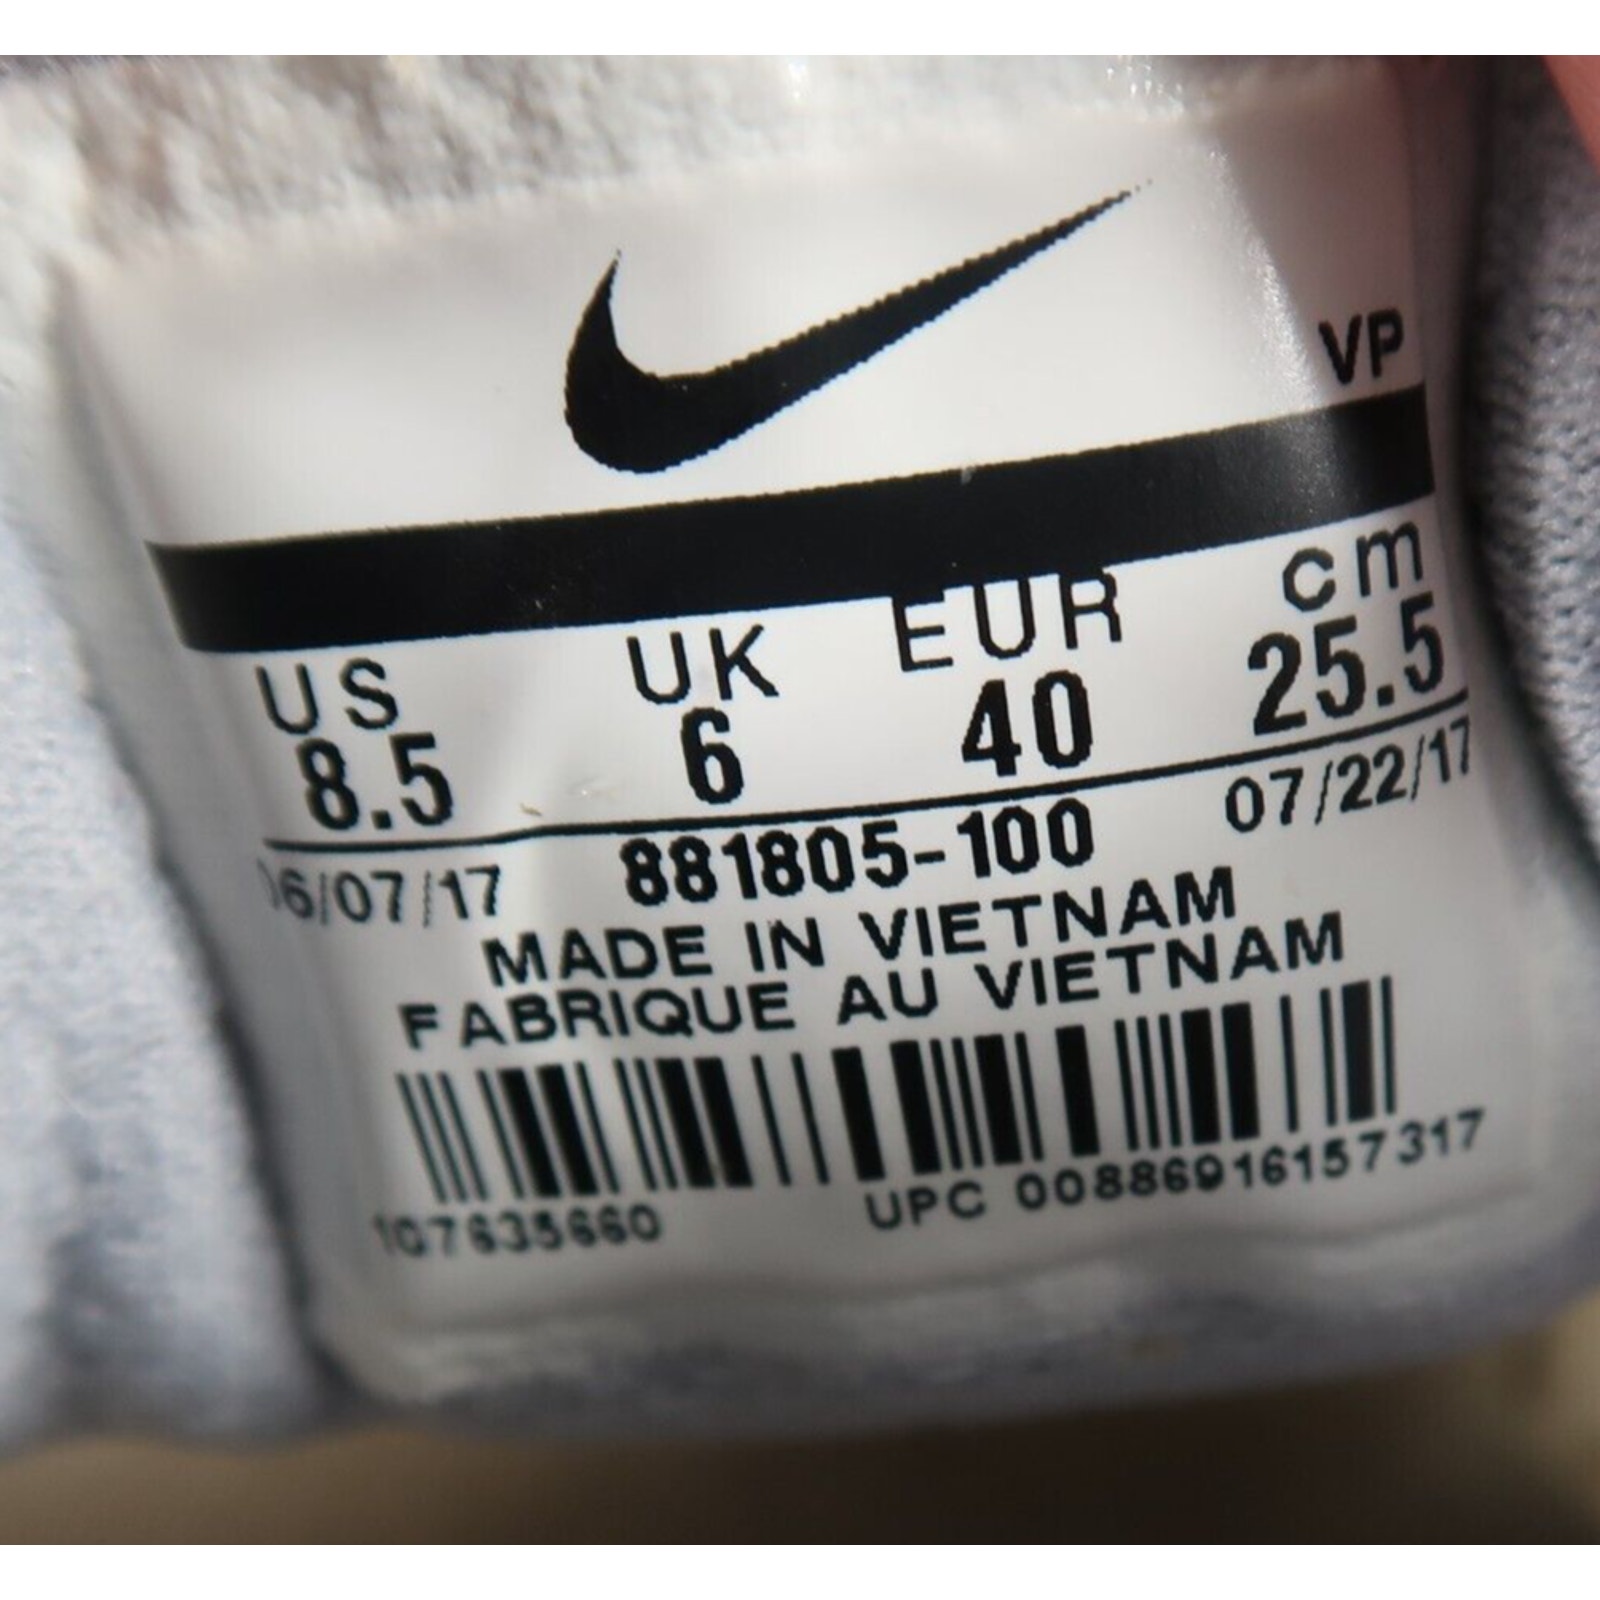 VP
US UK EUR cm
8.5 6 40 25.5
06/07/17 881805-100 07/22/17
MADE IN VIETNAM
FABRIQUE AU VIETNAM
107635660 UPC 00886916157317